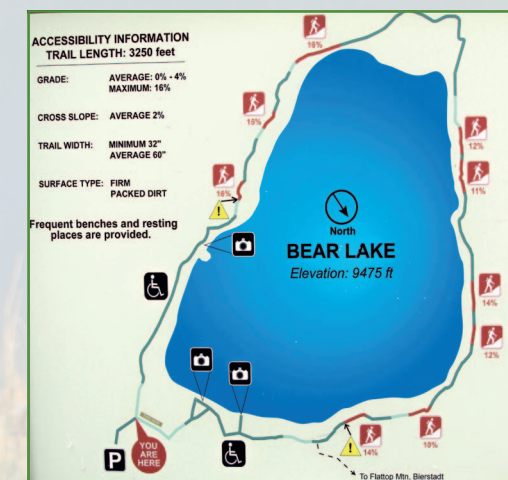 ACCESSIBILITY INFORMATION
TRAIL LENGTH: 3250 feet
GRADE: AVERAGE: 0% - 4%
MAXIMUM: 16%
CROSS SLOPE: AVERAGE 2%
TRAIL WIDTH: MINIMUM 32"
AVERAGE 60"
SURFACE TYPE: FIRM
PACKED DIRT
Frequent benches and resting
places are provided.
16%
15%
16%
!
12%
11%
North
BEAR LAKE
Elevation: 9475 ft
14%
12%
10%
14%
!
P
YOU
ARE
HERE
To Flattop Mtn, Bierstadt